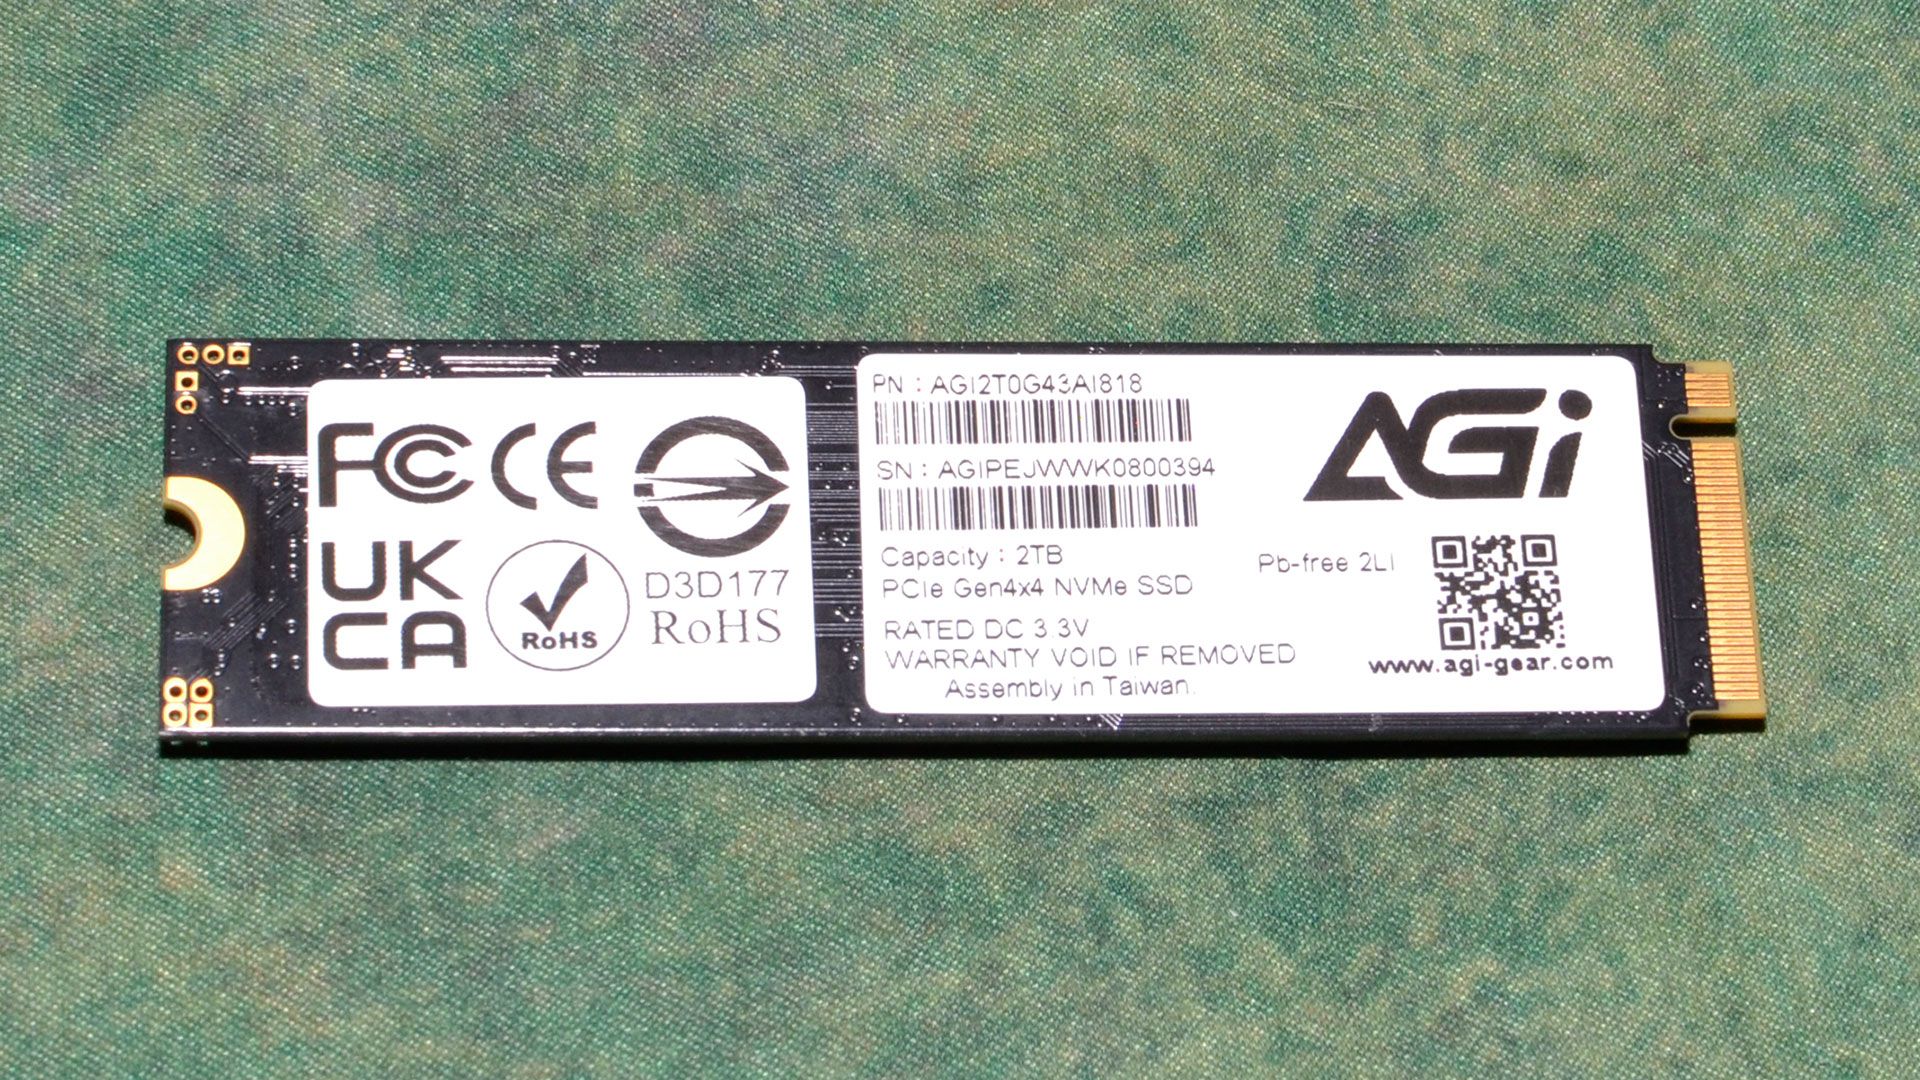 FC CE
UK
CA
RoHS
D3D177
RoHS
PN : AGI2T0G43AI818
SN : AGIPEJWWK0800394
Capacity : 2TB
PCIe Gen4x4 NVMe SSD
RATED DC 3.3V
WARRANTY VOID IF REMOVED
Assembly in Taiwan.
AGi
Pb-free 2LI
www.agi-gear.com